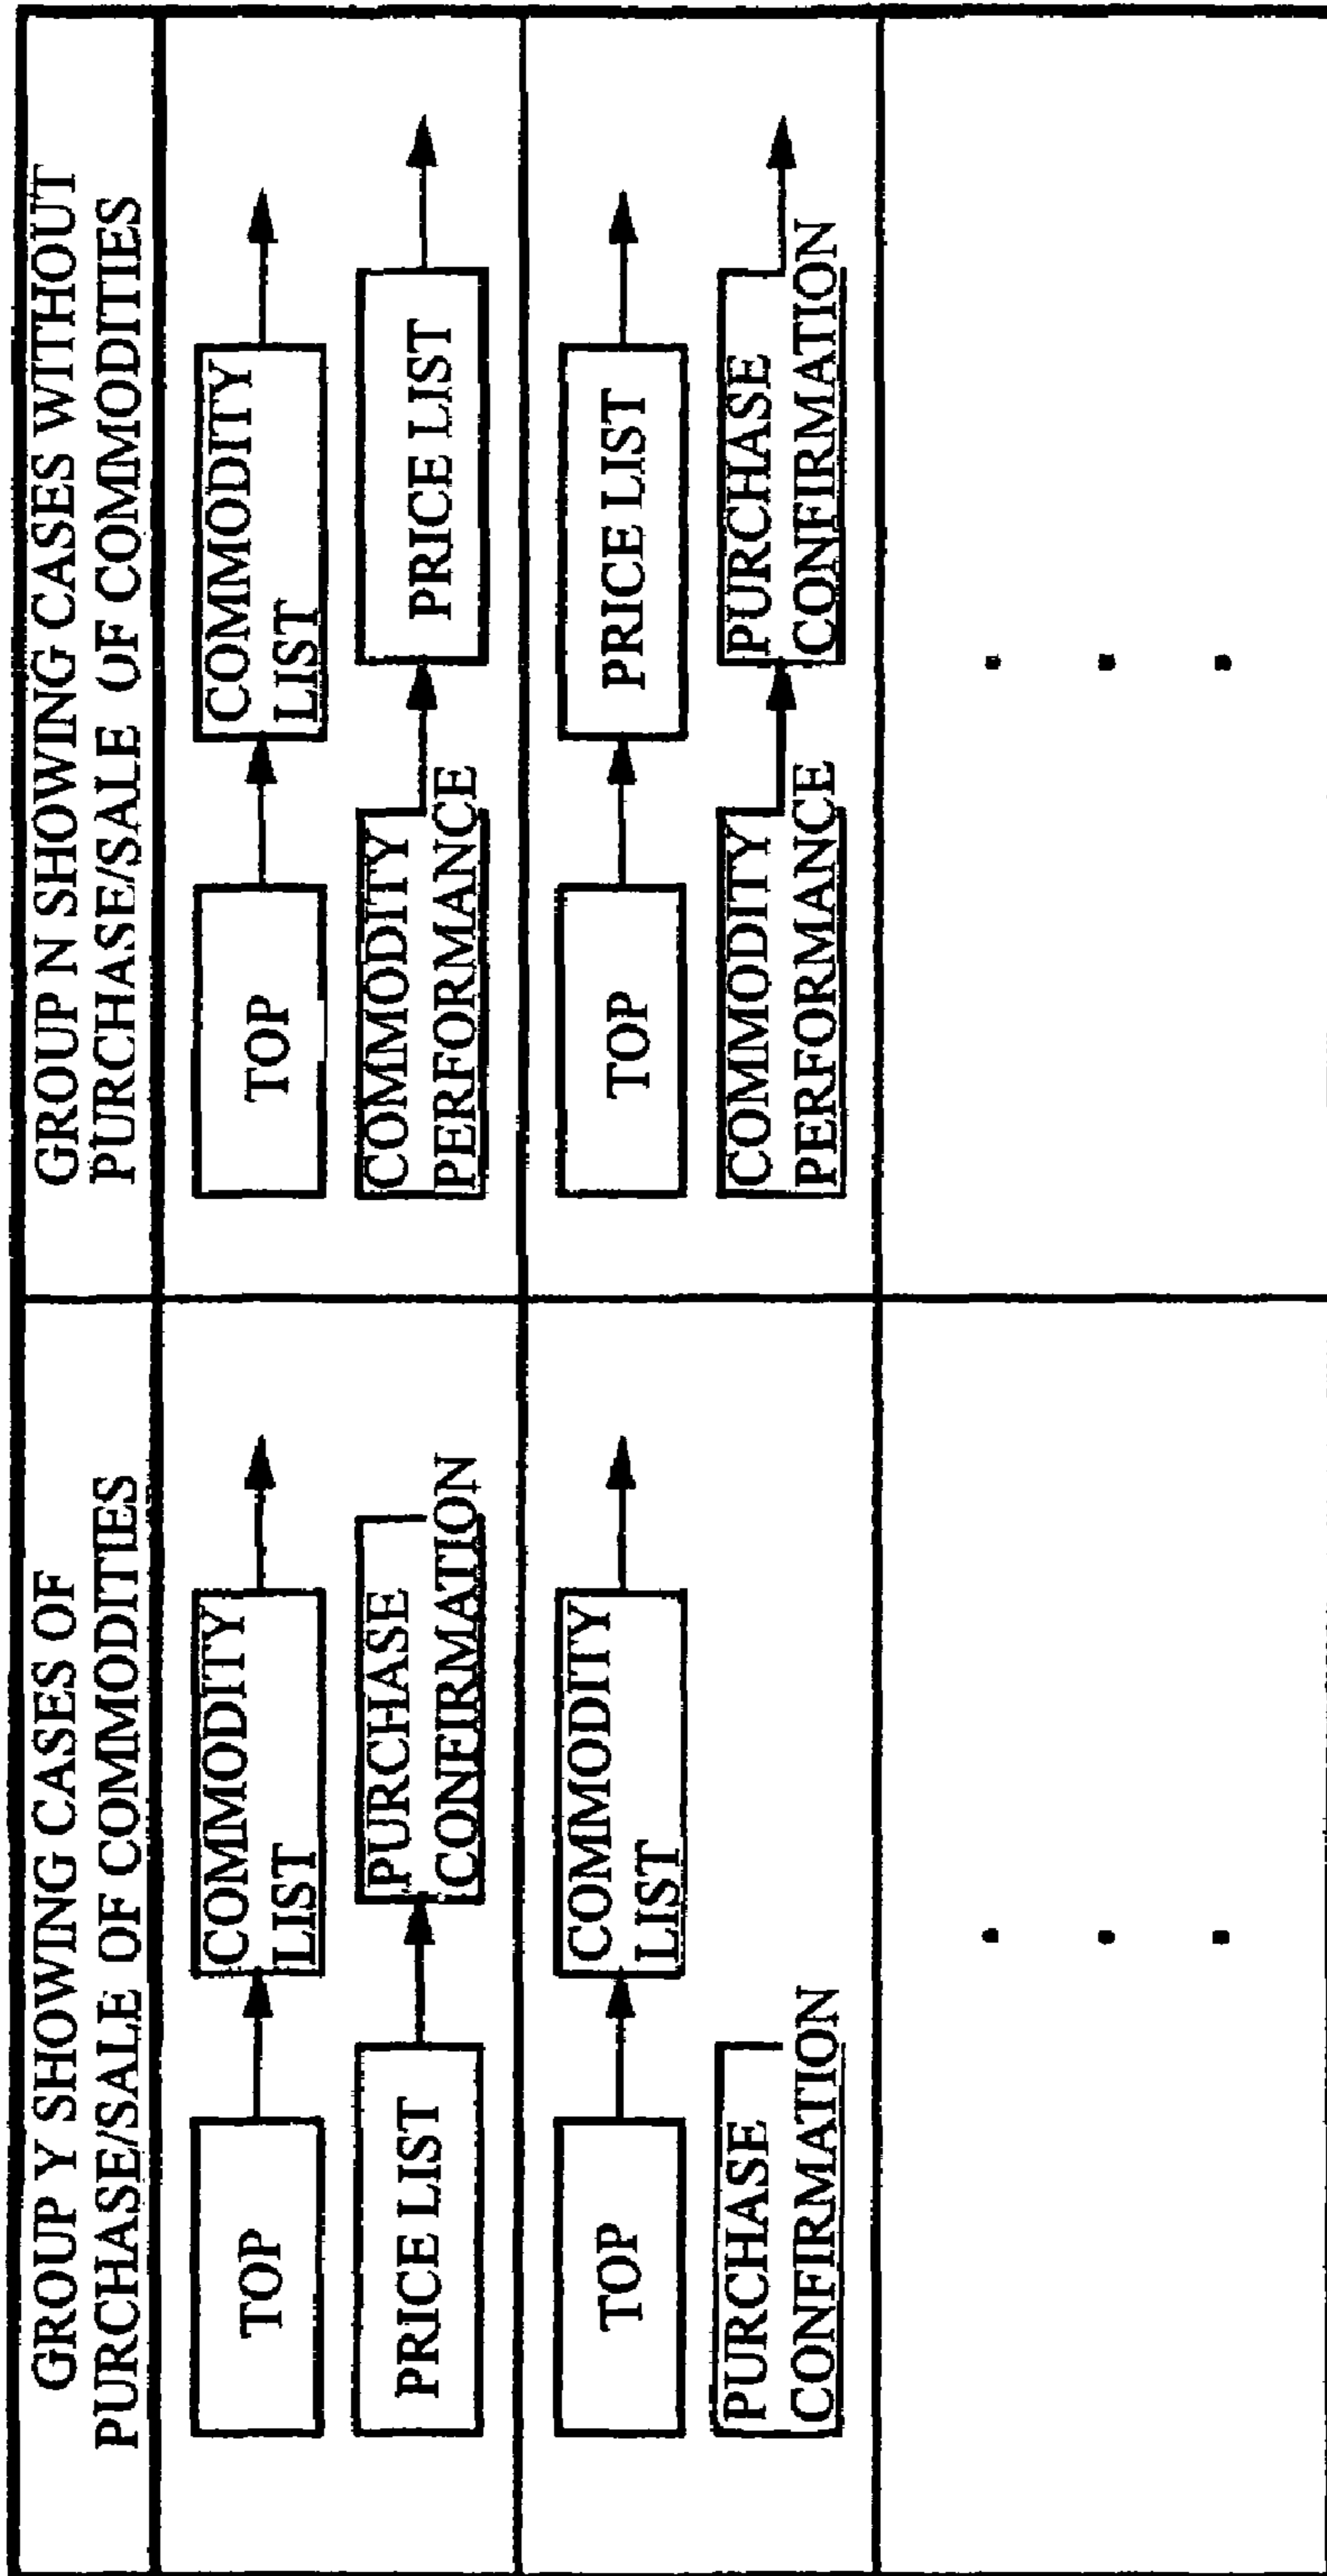 GROUP Y SHOWING CASES OF
PURCHASE/SALE OF COMMODITIES
GROUP N SHOWING CASES WITHOUT
PURCHASE/SALE OF COMMODITIES
TOP
COMMODITY
LIST
PRICE LIST
PURCHASE
CONFIRMATION
TOP
COMMODITY
LIST
COMMODITY
PERFORMANCE
PRICE LIST
TOP
COMMODITY
LIST
PURCHASE
CONFIRMATION
TOP
PRICE LIST
COMMODITY
PERFORMANCE
PURCHASE
CONFIRMATION